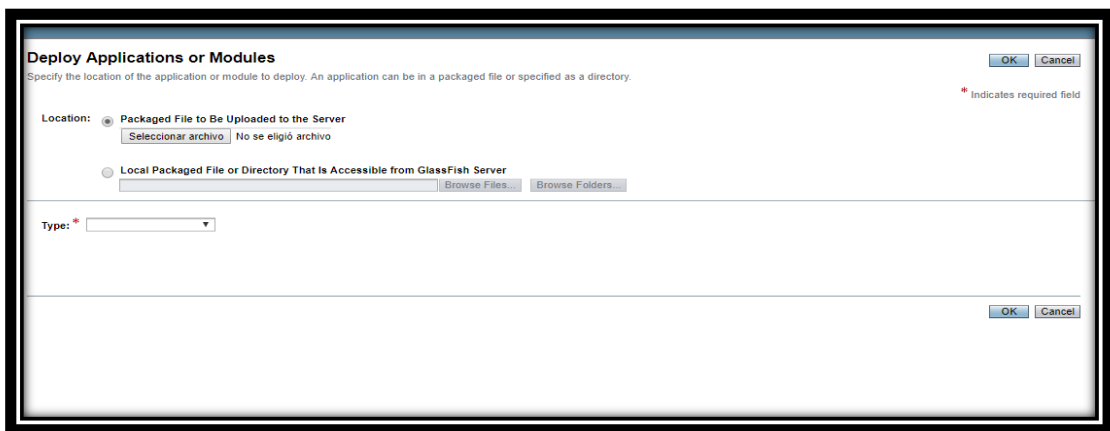 Deploy Applications or Modules
OK Cancel
Specify the location of the application or module to deploy. An application can be in a packaged file or specified as a directory.
* Indicates required field
Location: Packaged File to Be Uploaded to the Server
Seleccionar archivo No se eligió archivo
Local Packaged File or Directory That Is Accessible from GlassFish Server
Browse Files... Browse Folders...
Type: *
OK Cancel